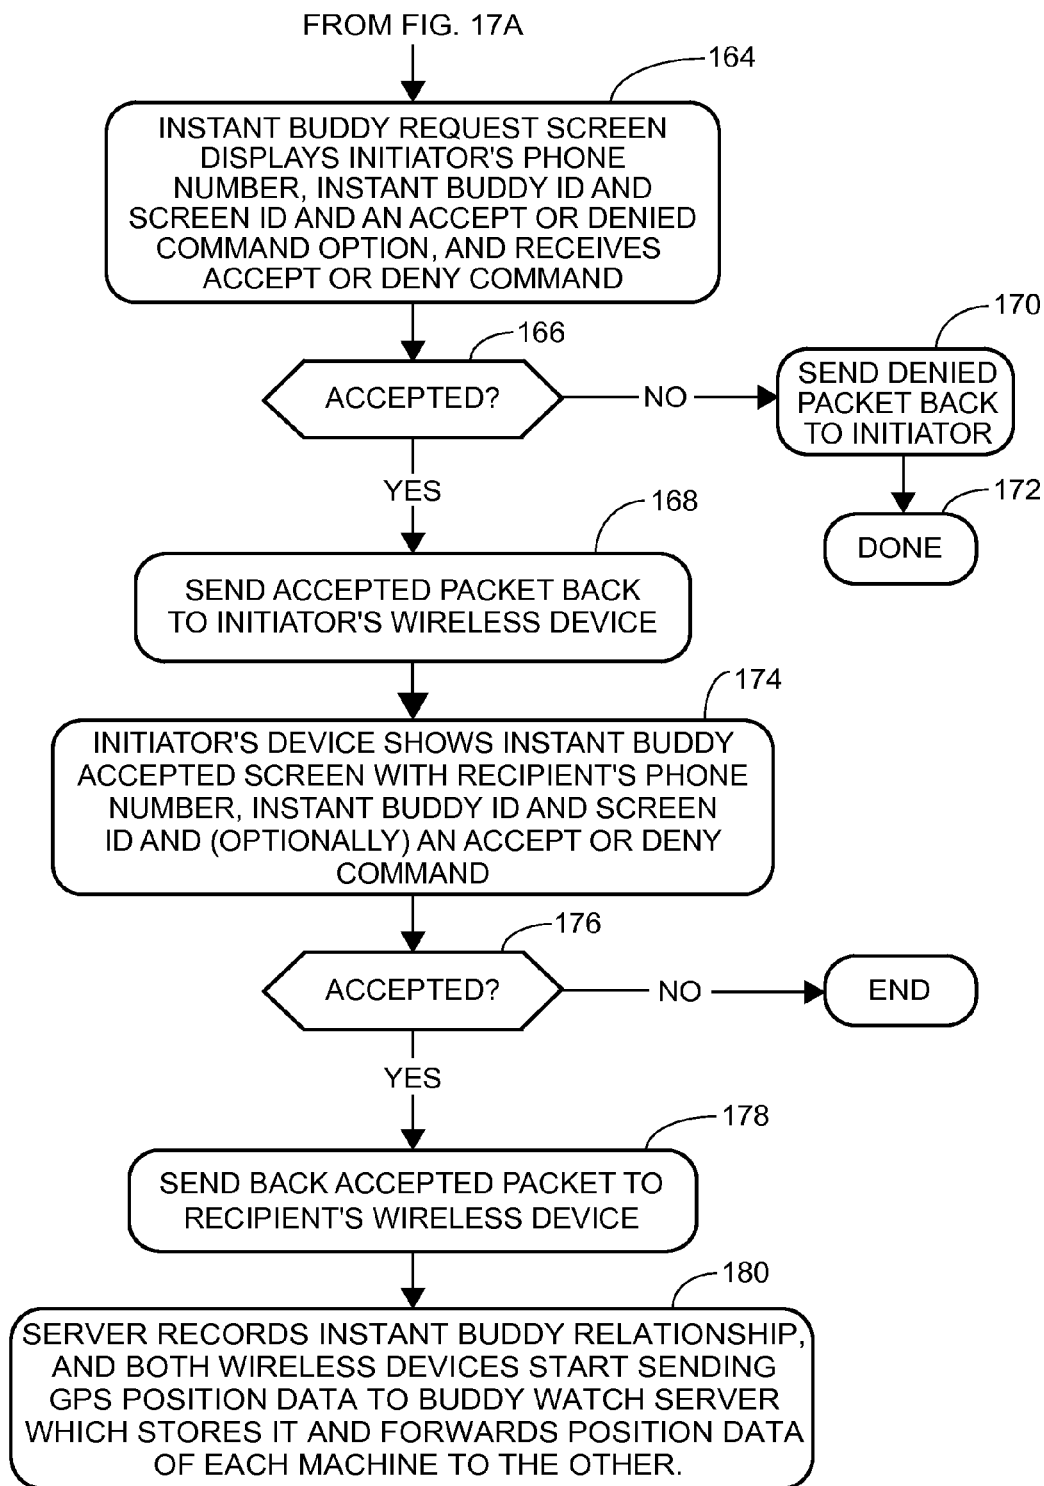 FROM FIG. 17A
164
INSTANT BUDDY REQUEST SCREEN
DISPLAYS INITIATOR'S PHONE
NUMBER, INSTANT BUDDY ID AND
SCREEN ID AND AN ACCEPT OR DENIED
COMMAND OPTION, AND RECEIVES
ACCEPT OR DENY COMMAND
166
ACCEPTED?
NO
170
SEND DENIED
PACKET BACK
TO INITIATOR
172
DONE
YES
168
SEND ACCEPTED PACKET BACK
TO INITIATOR'S WIRELESS DEVICE
174
INITIATOR'S DEVICE SHOWS INSTANT BUDDY
ACCEPTED SCREEN WITH RECIPIENT'S PHONE
NUMBER, INSTANT BUDDY ID AND SCREEN
ID AND (OPTIONALLY) AN ACCEPT OR DENY
COMMAND
176
ACCEPTED?
NO
END
YES
178
SEND BACK ACCEPTED PACKET TO
RECIPIENT'S WIRELESS DEVICE
180
SERVER RECORDS INSTANT BUDDY RELATIONSHIP,
AND BOTH WIRELESS DEVICES START SENDING
GPS POSITION DATA TO BUDDY WATCH SERVER
WHICH STORES IT AND FORWARDS POSITION DATA
OF EACH MACHINE TO THE OTHER.